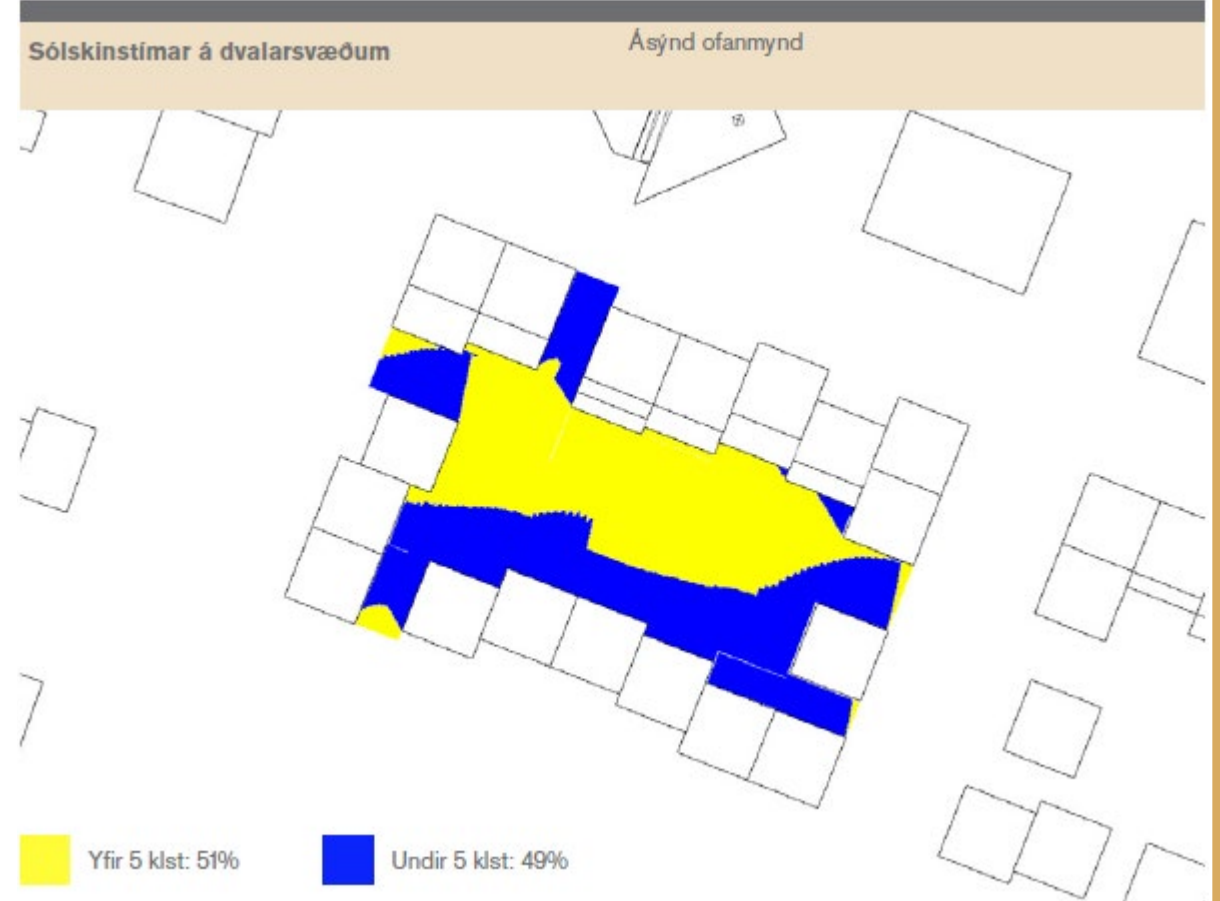 Sólskinstímar á dvalarsvæðum
Ásýnd ofanmynd
Yfir 5 klst: 51%
Undir 5 klst: 49%